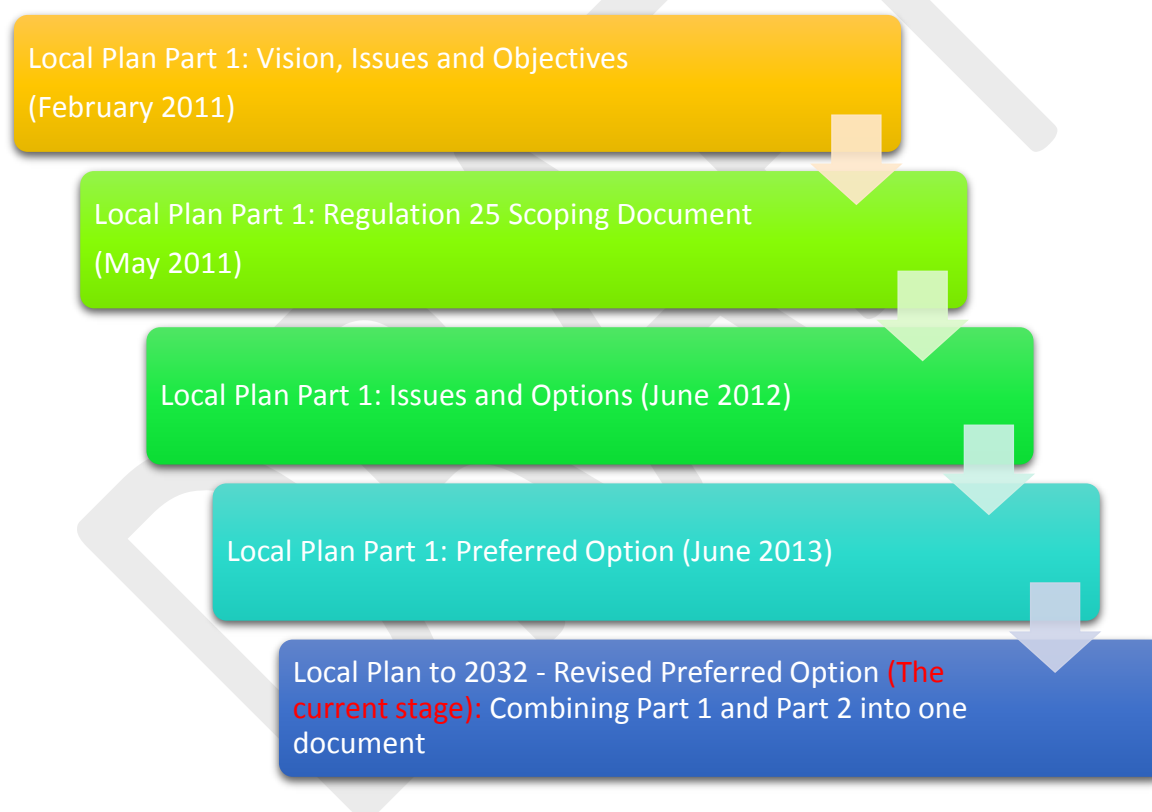 Local Plan Part 1: Vision, Issues and Objectives
(February 2011)
Local Plan Part 1: Regulation 25 Scoping Document
(May 2011)
Local Plan Part 1: Issues and Options (June 2012)
Local Plan Part 1: Preferred Option (June 2013)
Local Plan to 2032 - Revised Preferred Option (The
current stage): Combining Part 1 and Part 2 into one
document